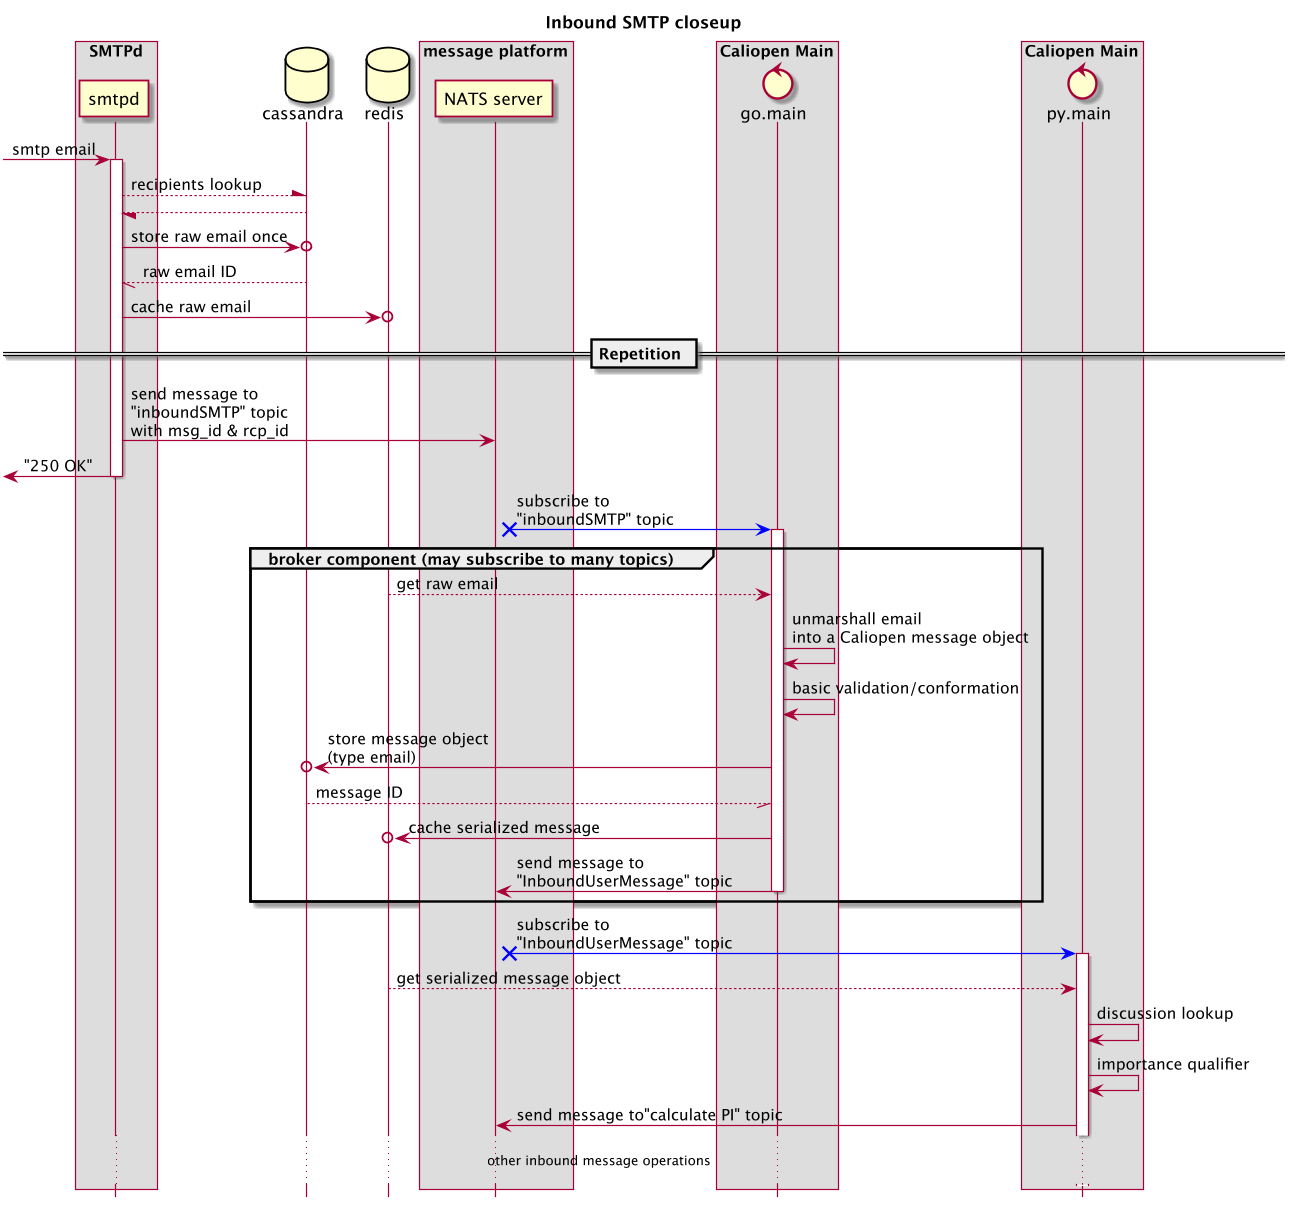 Inbound SMTP closeup
SMTPd
message platform
Caliopen Main
Caliopen Main
smtpd
cassandra
redis
NATS server
go.main
py.main
smtp email
recipients lookup
store raw email once
raw email ID
cache raw email
Repetition
send message to
"inboundSMTP" topic
with msg_id & rcp_id
"250 OK"
subscribe to
"inboundSMTP" topic
broker component (may subscribe to many topics)
get raw email
unmarshall email
into a Caliopen message object
basic validation/conformation
store message object
(type email)
message ID
cache serialized message
send message to
"InboundUserMessage" topic
subscribe to
"InboundUserMessage" topic
get serialized message object
discussion lookup
importance qualifier
send message to"calculate PI" topic
other inbound message operations